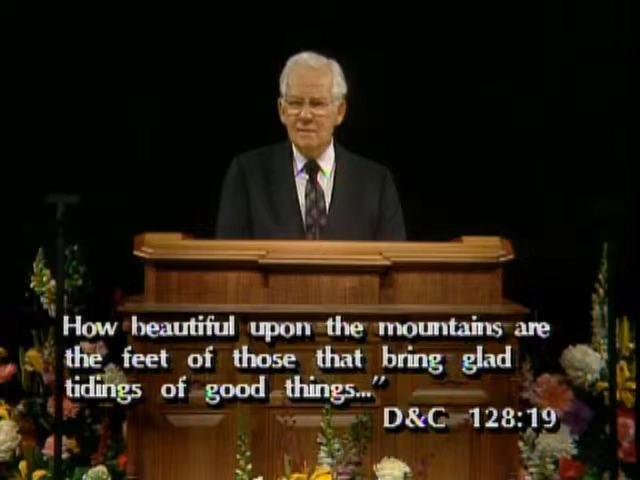 How beautiful upon the mountains are
the feet of those that bring glad
tidings of good things..."
D&C 128:19